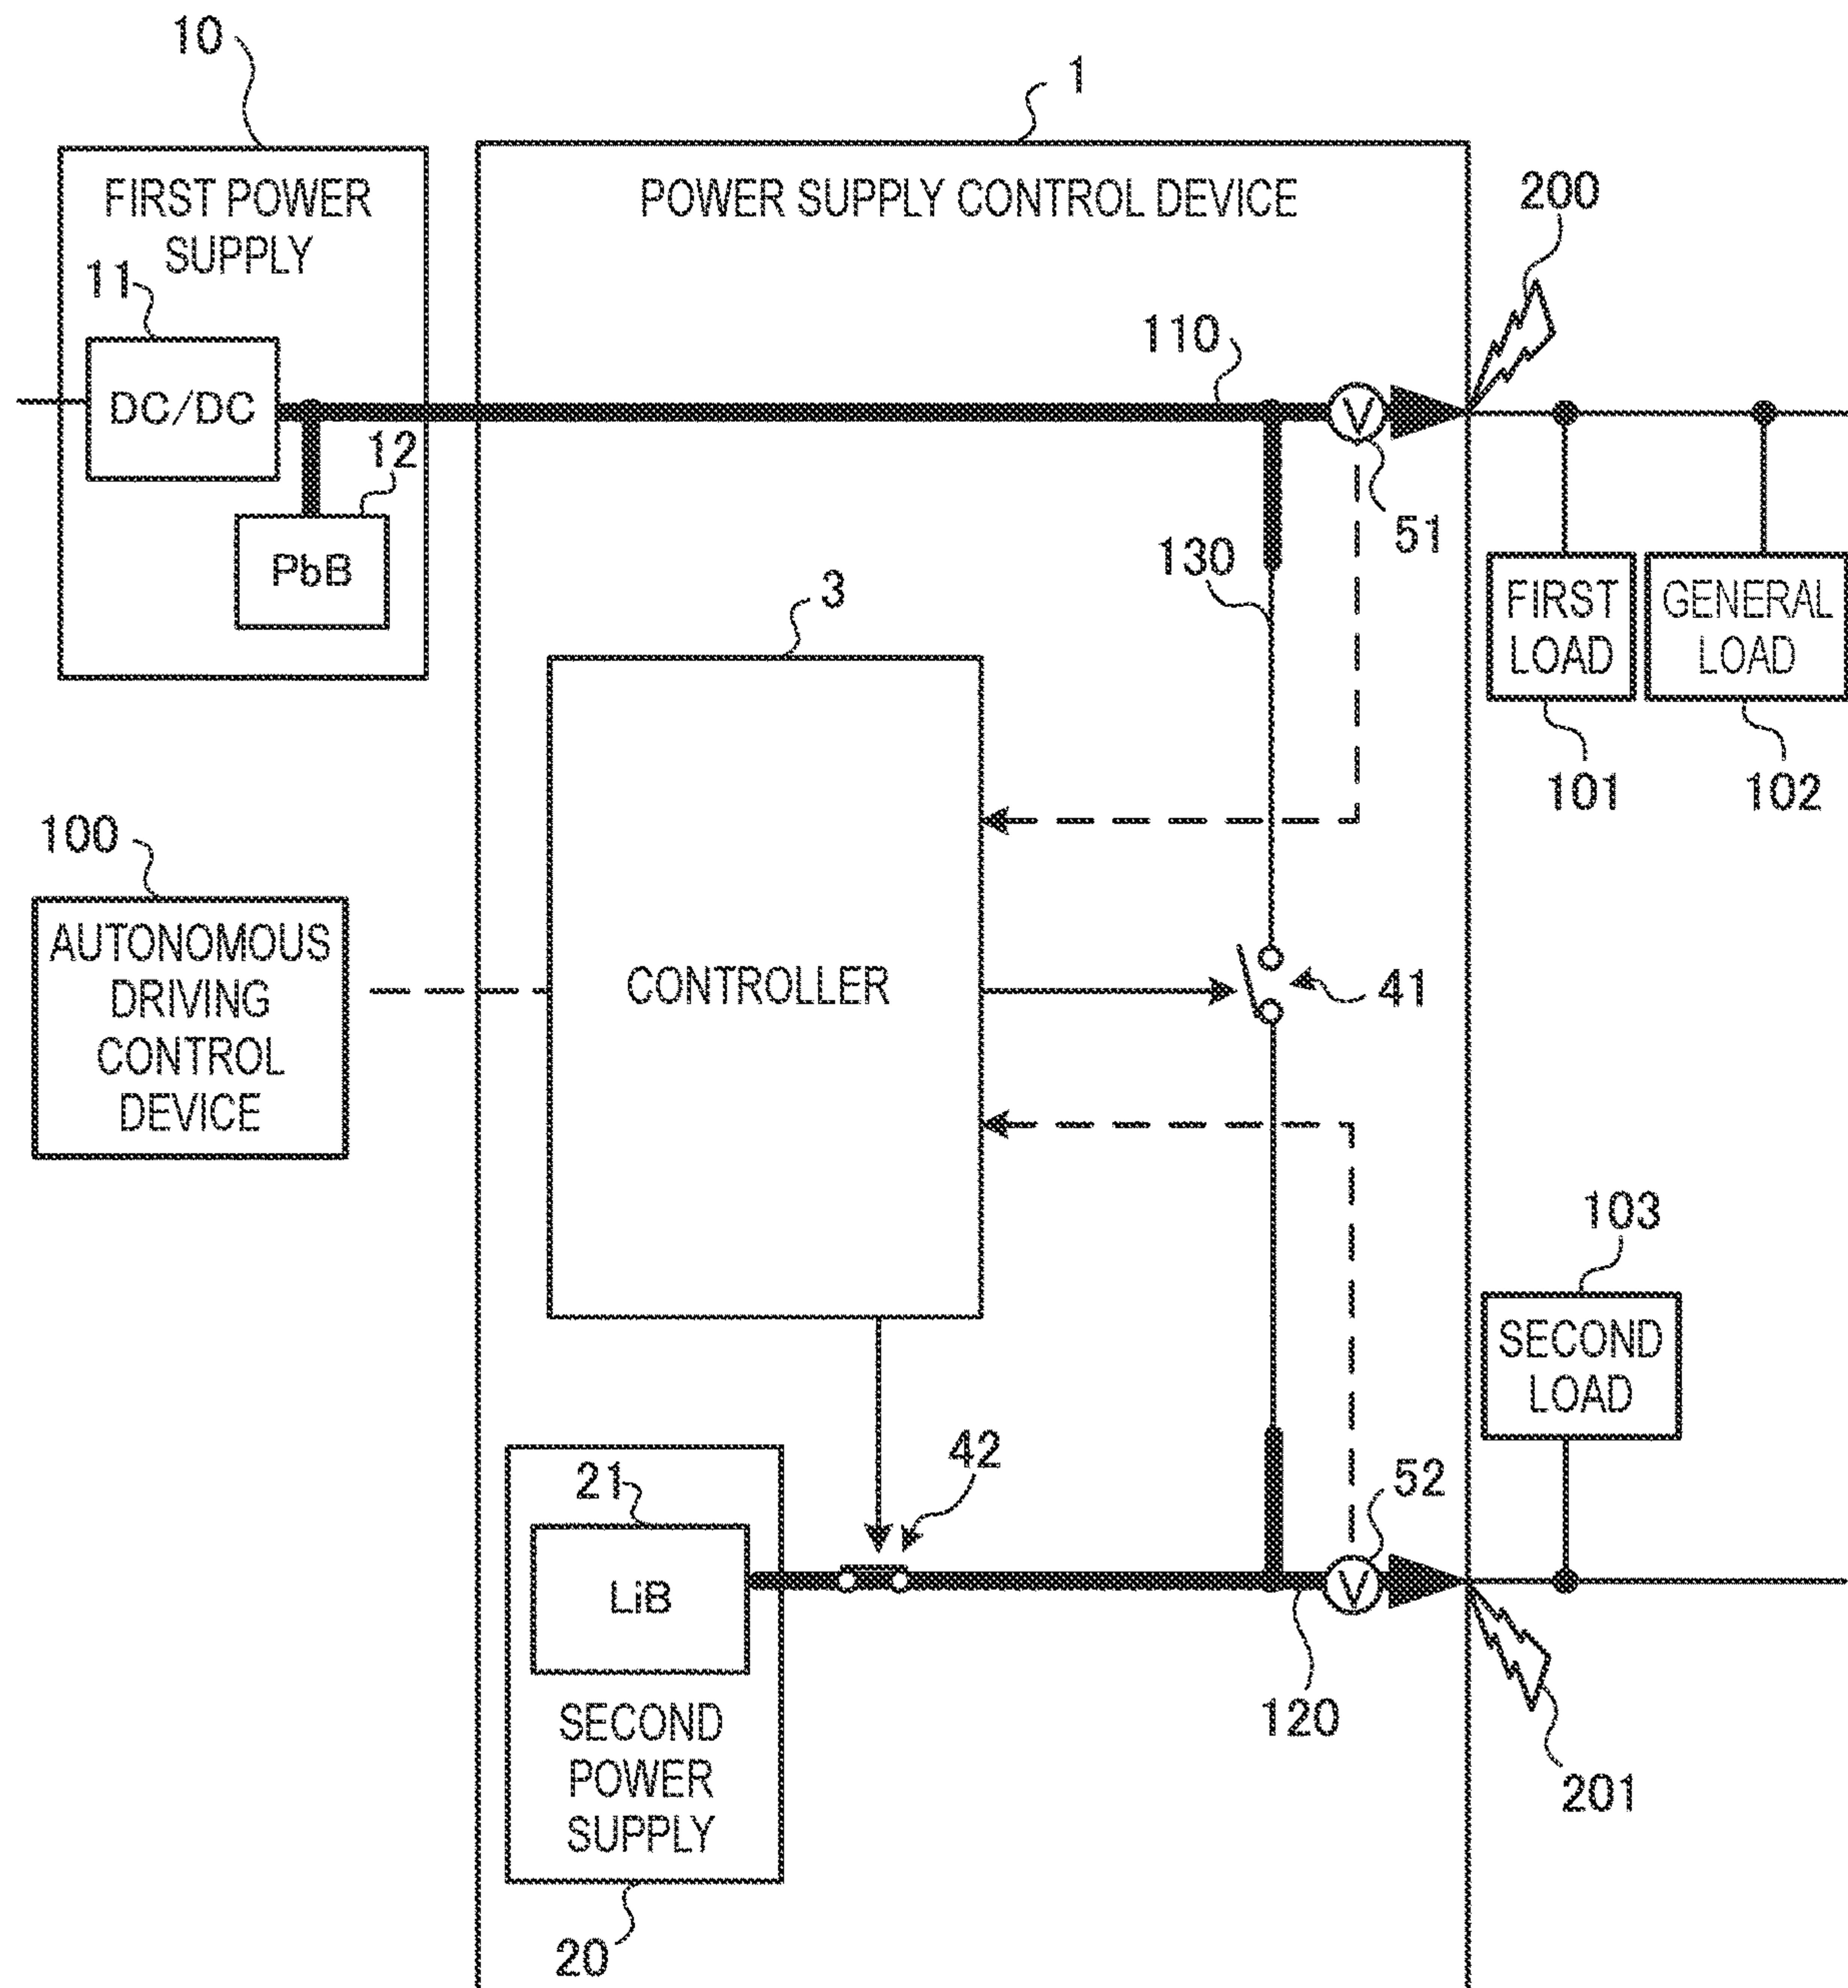 10
1
FIRST POWER
SUPPLY
POWER SUPPLY CONTROL DEVICE
200
11
110
DC/DC
12
51
PbB
130
3
FIRST
LOAD
GENERAL
LOAD
101
102
100
AUTONOMOUS
DRIVING
CONTROL
DEVICE
CONTROLLER
41
103
SECOND
LOAD
42
21
52
LiB
SECOND
POWER
SUPPLY
120
201
20
V
V